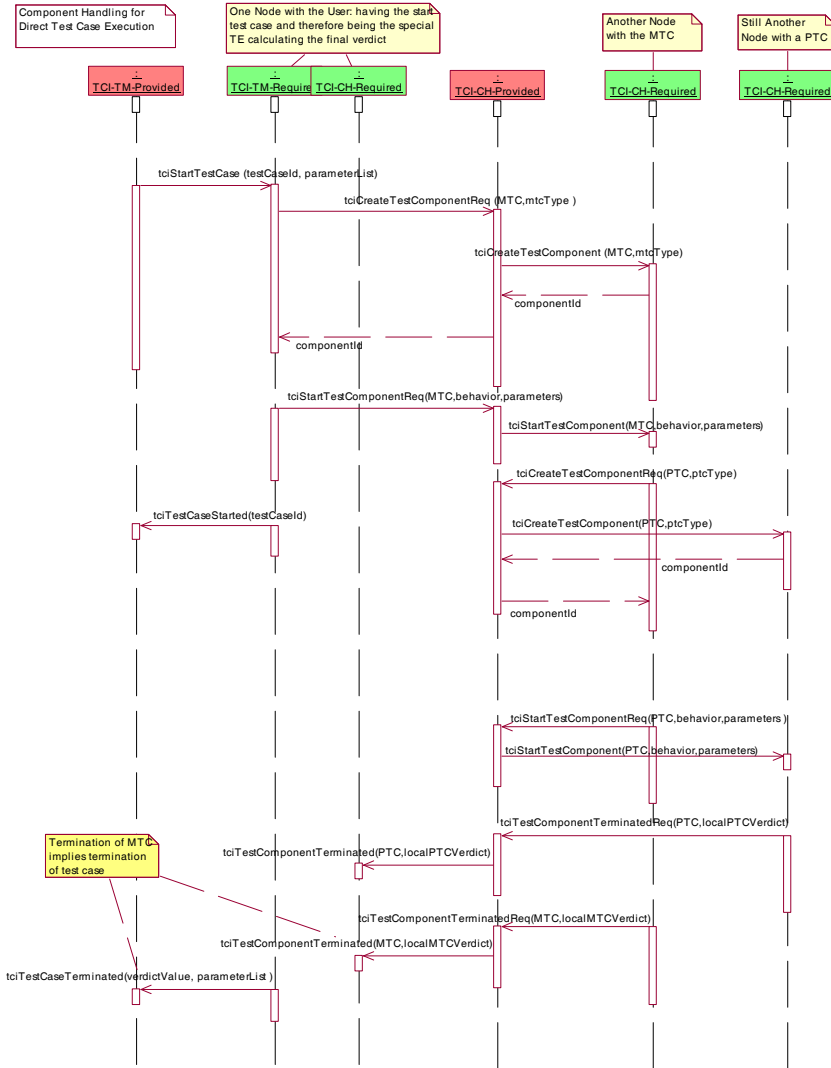 Component Handling for
Direct Test Case Execution
One Node with the User: having the start
test case and therefore being the special
TE calculating the final verdict
Another Node
with the MTC
Still Another
Node with a PTC
:
TCI-TM-Provided
:
TCI-TM-Require
:
TCI-CH-Required
:
TCI-CH-Provided
:
TCI-CH-Required
:
TCI-CH-Required
tciStartTestCase (testCaseId, parameterList)
tciCreateTestComponentReq (MTC,mtcType )
tciCreateTestComponent (MTC,mtcType)
componentId
componentId
tciStartTestComponentReq(MTC,behavior,parameters)
tciStartTestComponent(MTC,behavior,parameters)
tciCreateTestComponentReq(PTC,ptcType)
tciTestCaseStarted(testCaseId)
tciCreateTestComponent(PTC,ptcType)
componentId
componentId
tciStartTestComponentReq(PTC,behavior,parameters )
tciStartTestComponent(PTC,behavior,parameters)
tciTestComponentTerminatedReq(PTC,localPTCVerdict)
Termination of MTC
implies termination
of test case
tciTestComponentTerminated(PTC,localPTCVerdict)
tciTestComponentTerminatedReq(MTC,localMTCVerdict)
tciTestComponentTerminated(MTC,localMTCVerdict)
tciTestCaseTerminated(verdictValue, parameterList )